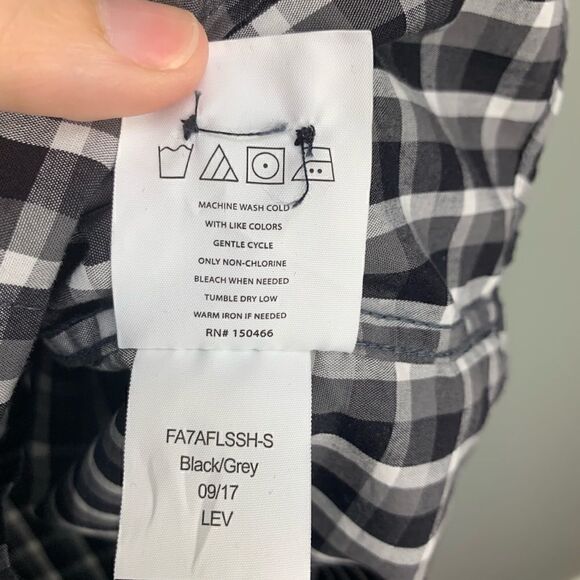 MACHINE WASH COLD
WITH LIKE COLORS
GENTLE CYCLE
ONLY NON-CHLORINE
BLEACH WHEN NEEDED
TUMBLE DRY LOW
WARM IRON IF NEEDED
RN# 150466
FA7AFLSSH-S
Black/Grey
09/17
LEV